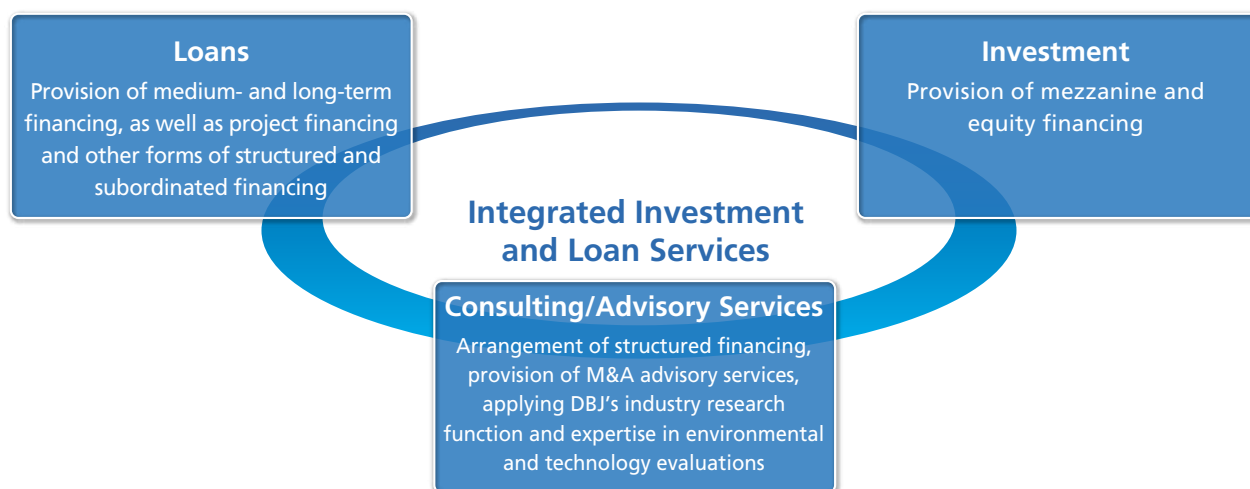 Loans
Provision of medium- and long-term
financing, as well as project financing
and other forms of structured and
subordinated financing
Investment
Provision of mezzanine and
equity financing
Integrated Investment
and Loan Services
Consulting/Advisory Services
Arrangement of structured financing,
provision of M&A advisory services,
applying DBJ’s industry research
function and expertise in environmental
and technology evaluations